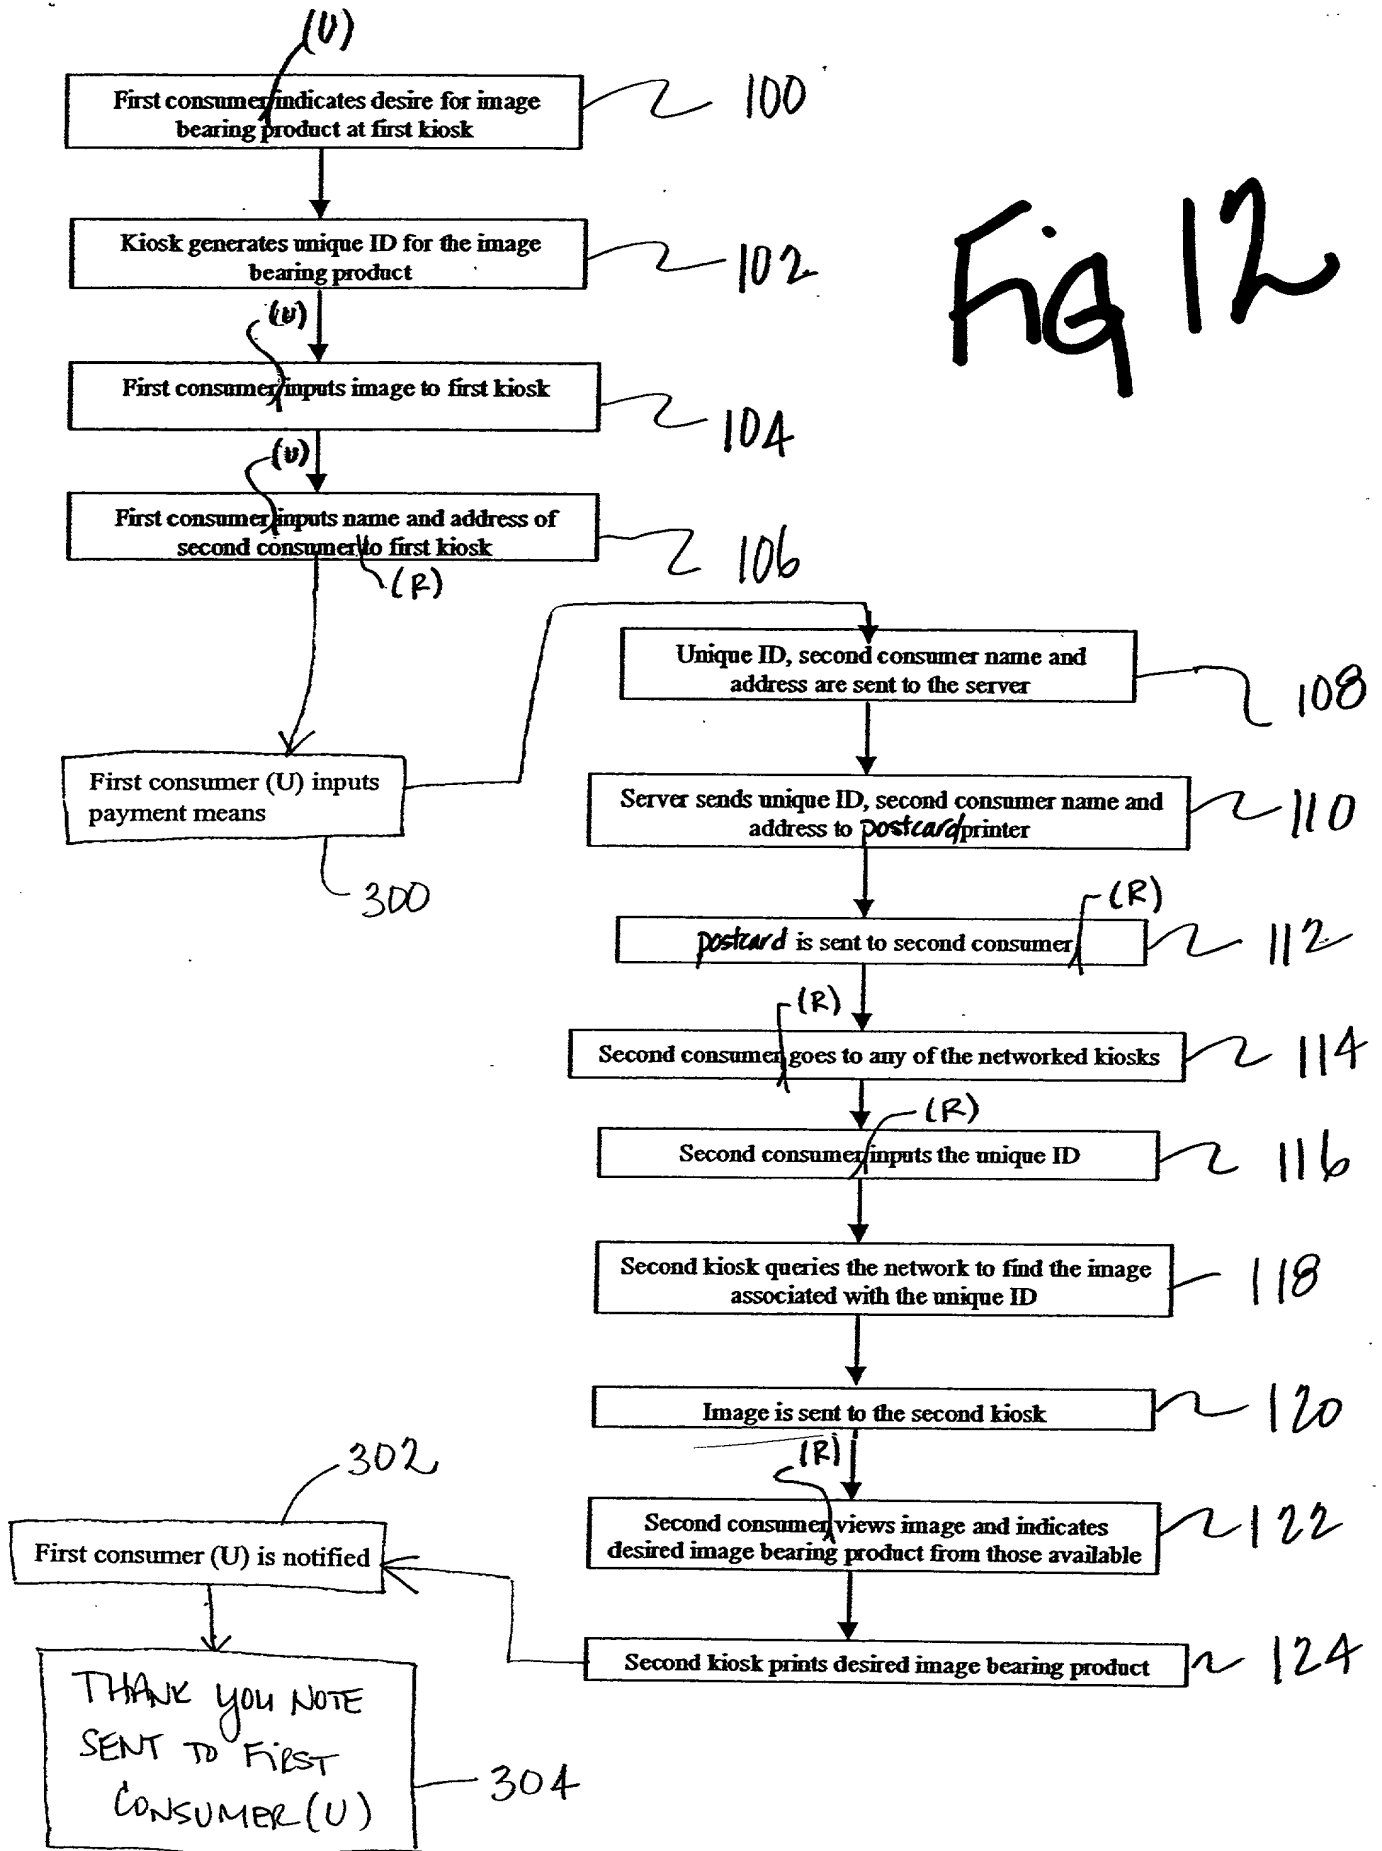 (U)
First consumer indicates desire for image
bearing product at first kiosk
100
Kiosk generates unique ID for the image
bearing product
102
Fig 12
(U)
First consumer inputs image to first kiosk
104
(U)
First consumer inputs name and address of
second consumer to first kiosk
106
(R)
Unique ID, second consumer name and
address are sent to the server
108
First consumer (U) inputs
payment means
300
Server sends unique ID, second consumer name and
address to postcard printer
110
(R)
postcard is sent to second consumer
112
(R)
Second consumer goes to any of the networked kiosks
114
(R)
Second consumer inputs the unique ID
116
Second kiosk queries the network to find the image
associated with the unique ID
118
Image is sent to the second kiosk
120
(R)
Second consumer views image and indicates
desired image bearing product from those available
122
Second kiosk prints desired image bearing product
124
302
First consumer (U) is notified
THANK YOU NOTE
SENT TO FIRST
CONSUMER (U)
304